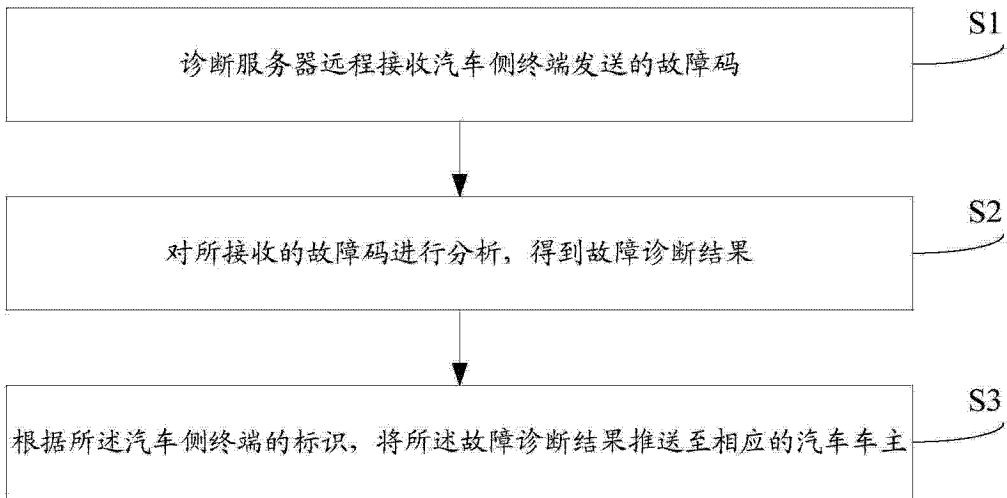 S1
诊断服务器远程接收汽车侧终端发送的故障码
S2
对所接收的故障码进行分析，得到故障诊断结果
S3
根据所述汽车侧终端的标识，将所述故障诊断结果推送至相应的汽车车主